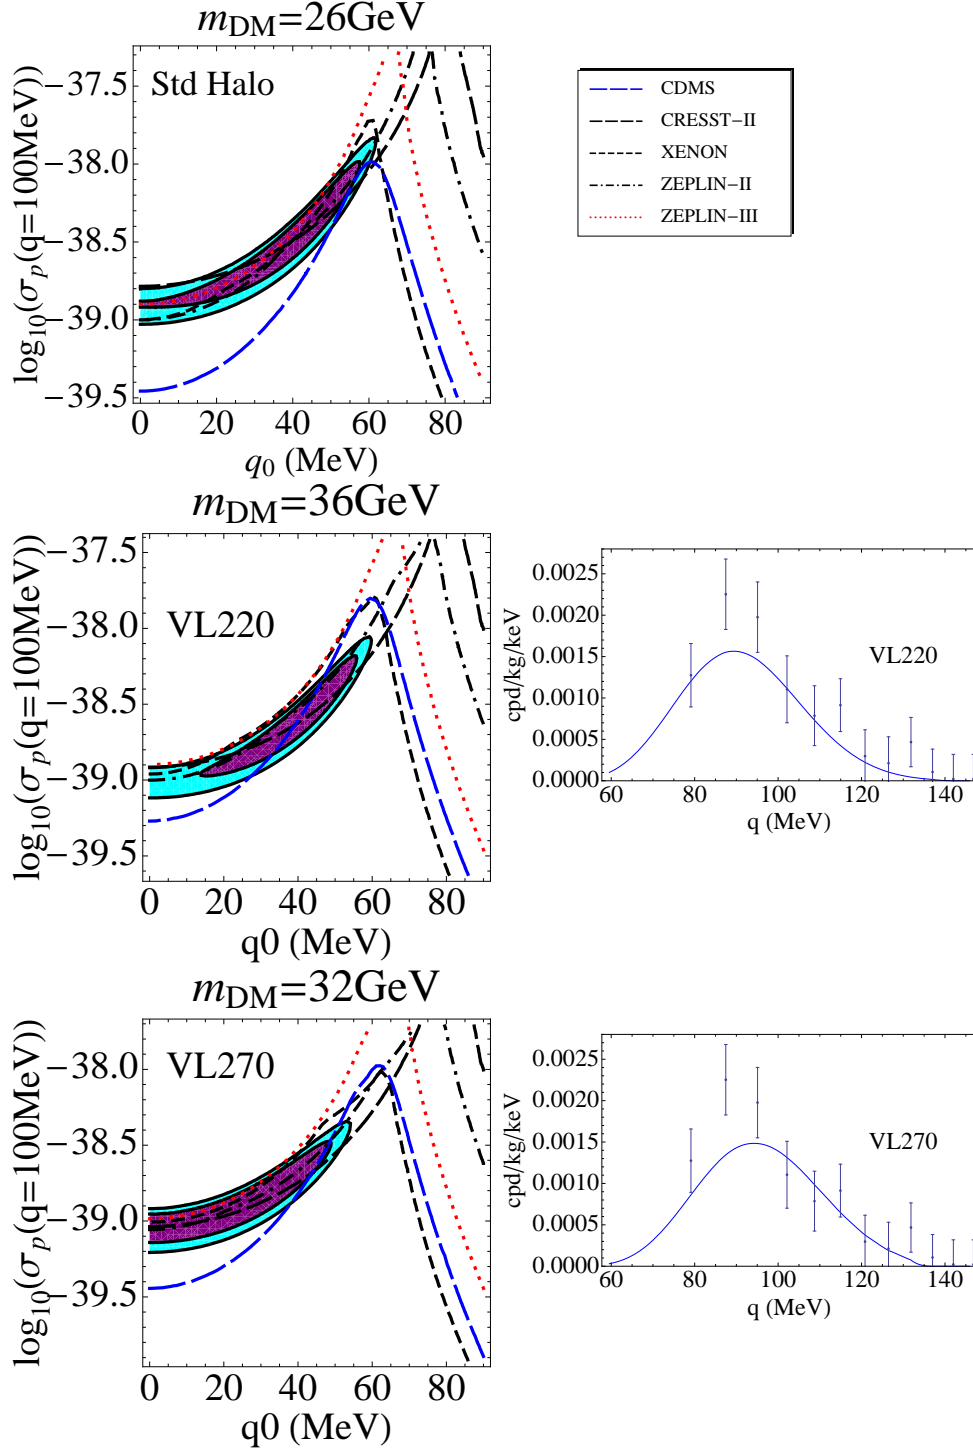 m_DM=26GeV
Std Halo
log10(σp(q=100MeV))
−37.5
−38.0
−38.5
−39.0
−39.5
0 20 40 60 80
q0 (MeV)
CDMS
CRESST−II
XENON
ZEPLIN−II
ZEPLIN−III
m_DM=36GeV
VL220
log10(σp(q=100MeV))
−37.5
−38.0
−38.5
−39.0
−39.5
0 20 40 60 80
q0 (MeV)
VL220
cpd/kg/keV
0.0025
0.0020
0.0015
0.0010
0.0005
0.0000
60 80 100 120 140
q (MeV)
m_DM=32GeV
VL270
log10(σp(q=100MeV))
−38.0
−38.5
−39.0
−39.5
0 20 40 60 80
q0 (MeV)
VL270
cpd/kg/keV
0.0025
0.0020
0.0015
0.0010
0.0005
0.0000
60 80 100 120 140
q (MeV)